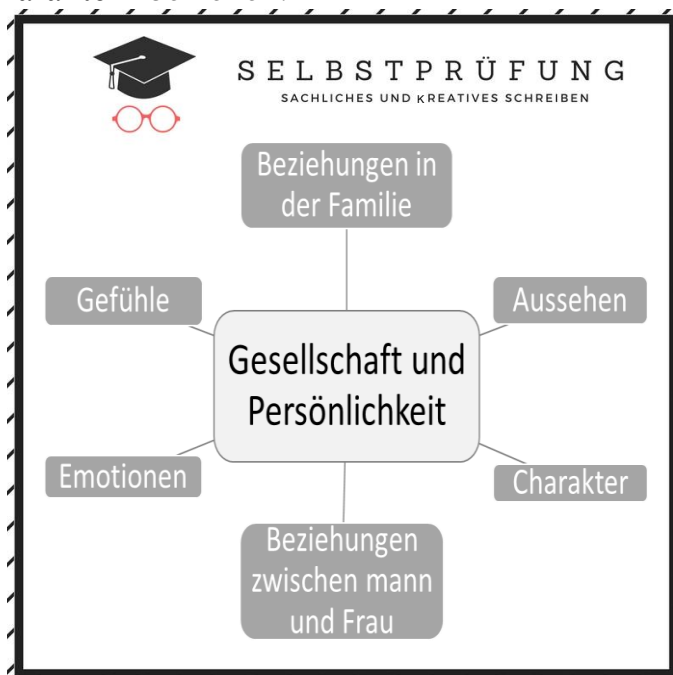 SELBSTPRÜFUNG
SACHLICHES UND KREATIVES SCHREIBEN
Beziehungen in
der Familie
Gefühle
Aussehen
Gesellschaft und
Persönlichkeit
Emotionen
Charakter
Beziehungen
zwischen mann
und Frau